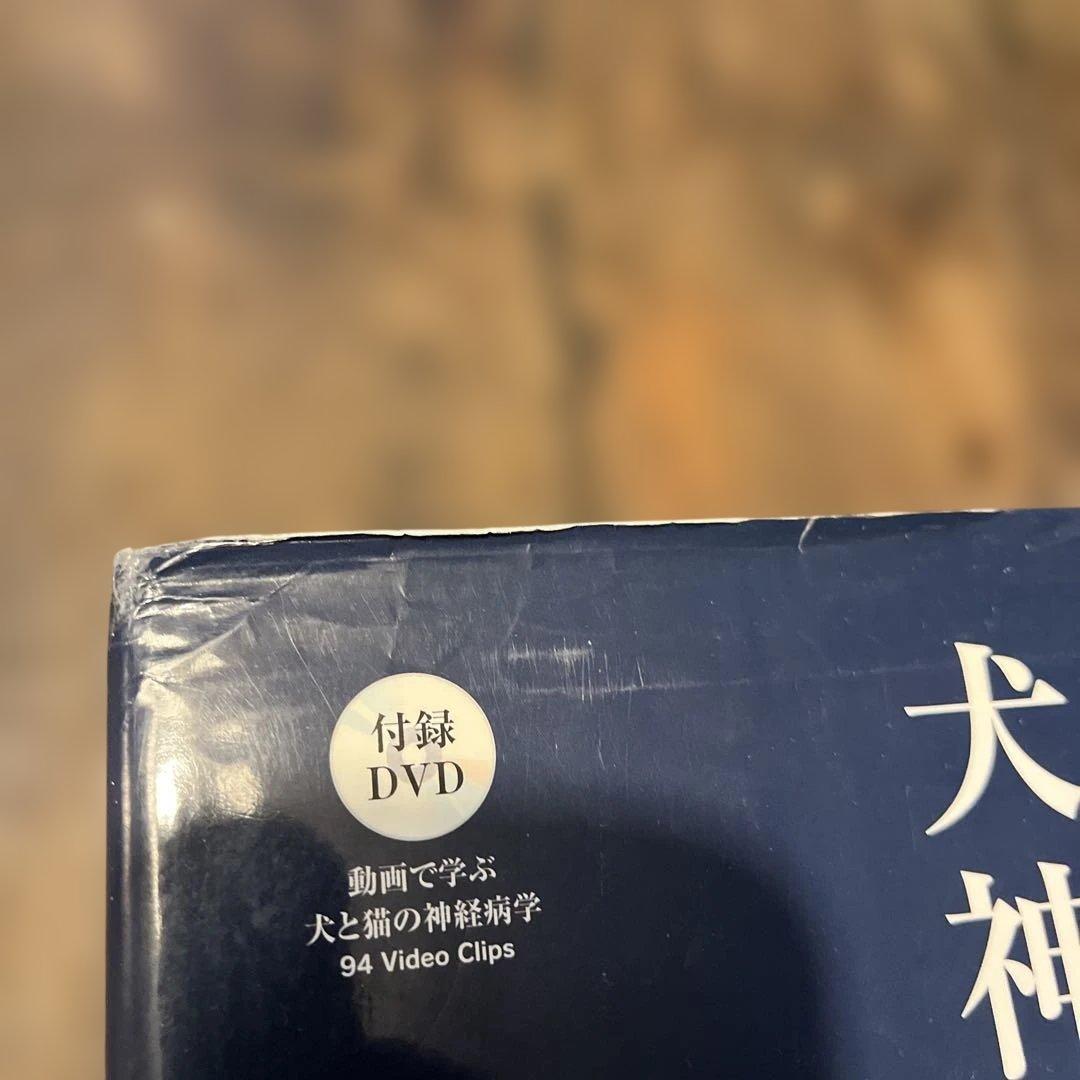 付録
DVD
動画で学ぶ
犬と猫の神経病学
94 Video Clips
犬
神